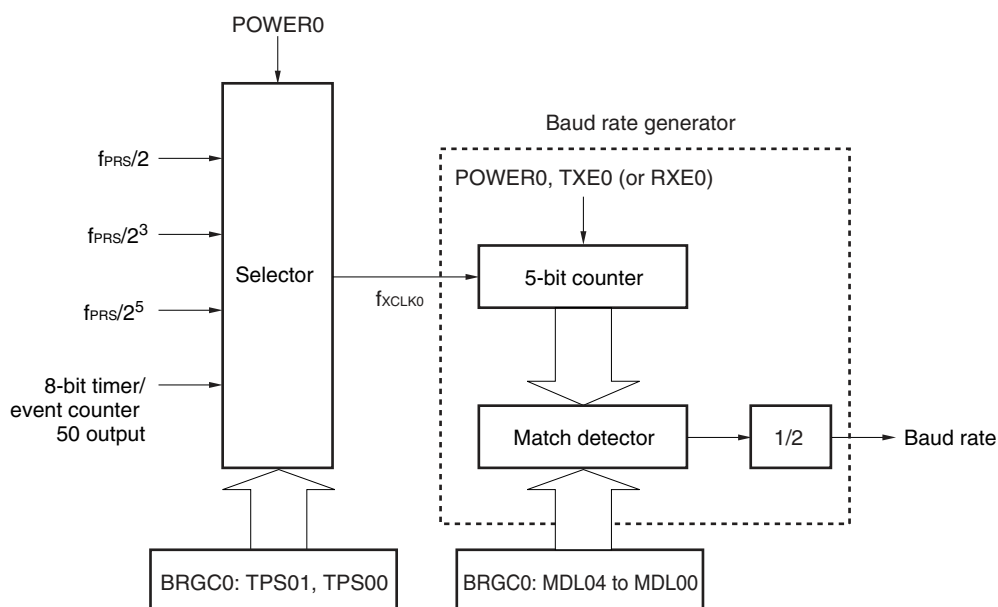 POWER0
Baud rate generator
fPRS/2
POWER0, TXE0 (or RXE0)
fPRS/2³
Selector
5-bit counter
fXCLK0
fPRS/2⁵
8-bit timer/
event counter
50 output
Match detector
1/2
Baud rate
BRGC0: TPS01, TPS00
BRGC0: MDL04 to MDL00